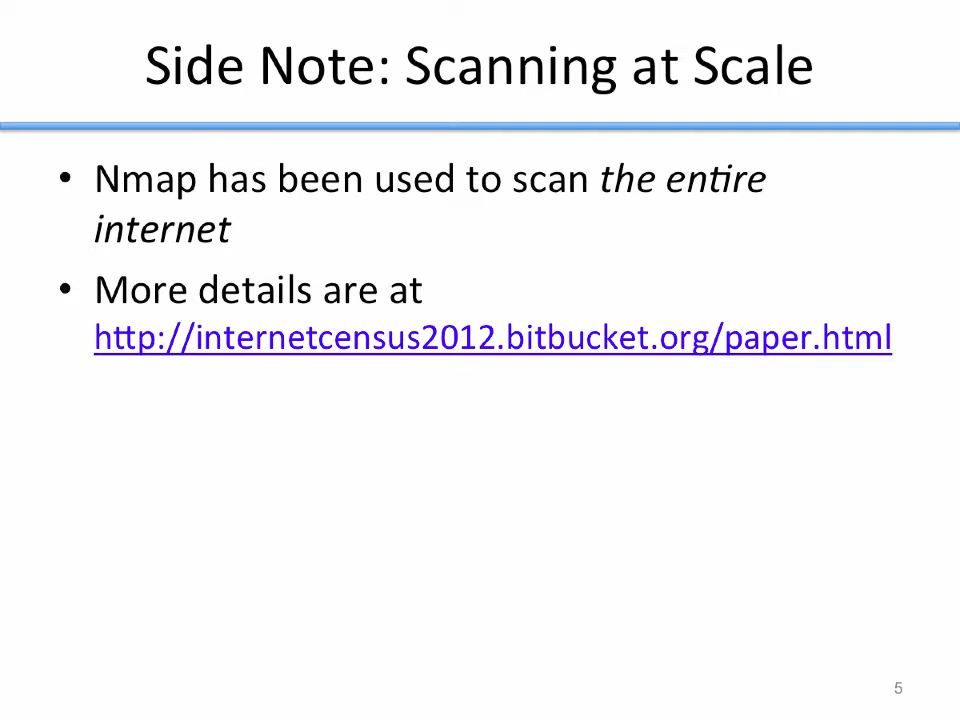 Side Note: Scanning at Scale
• Nmap has been used to scan the entire
internet
• More details are at
http://internetcensus2012.bitbucket.org/paper.html
5